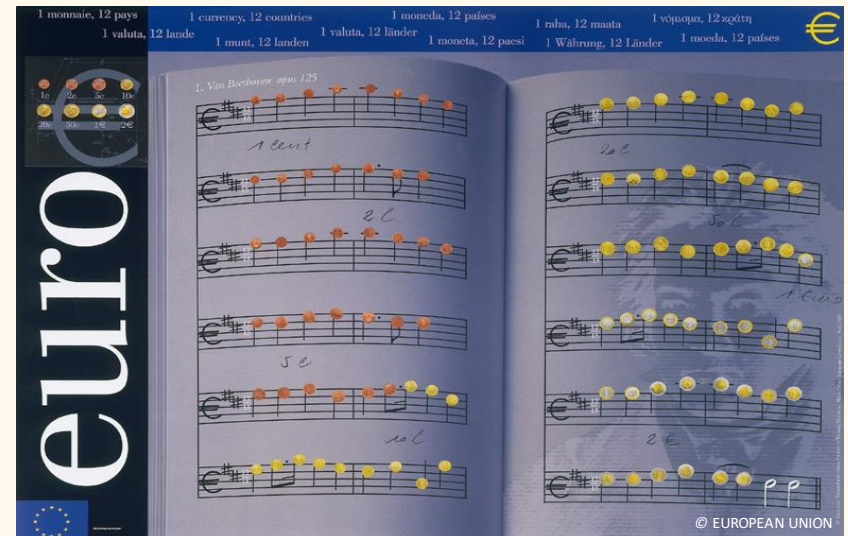 1 monnaie, 12 pays
1 currency, 12 countries
1 moneda, 12 países
1 raha, 12 maata
1 νόμισμα, 12 κράτη
1 valuta, 12 lande
1 munt, 12 landen
1 valuta, 12 länder
1 moneta, 12 paesi
1 Währung, 12 Länder
1 moeda, 12 países
€
L. Van Beethoven opus 125
1c 2c 5c 10c
20c 50c 1€ 2€
euro
1 cent
2 c
5 c
10 c
20 c
50 c
1 Euro
2 €
© EUROPEAN UNION